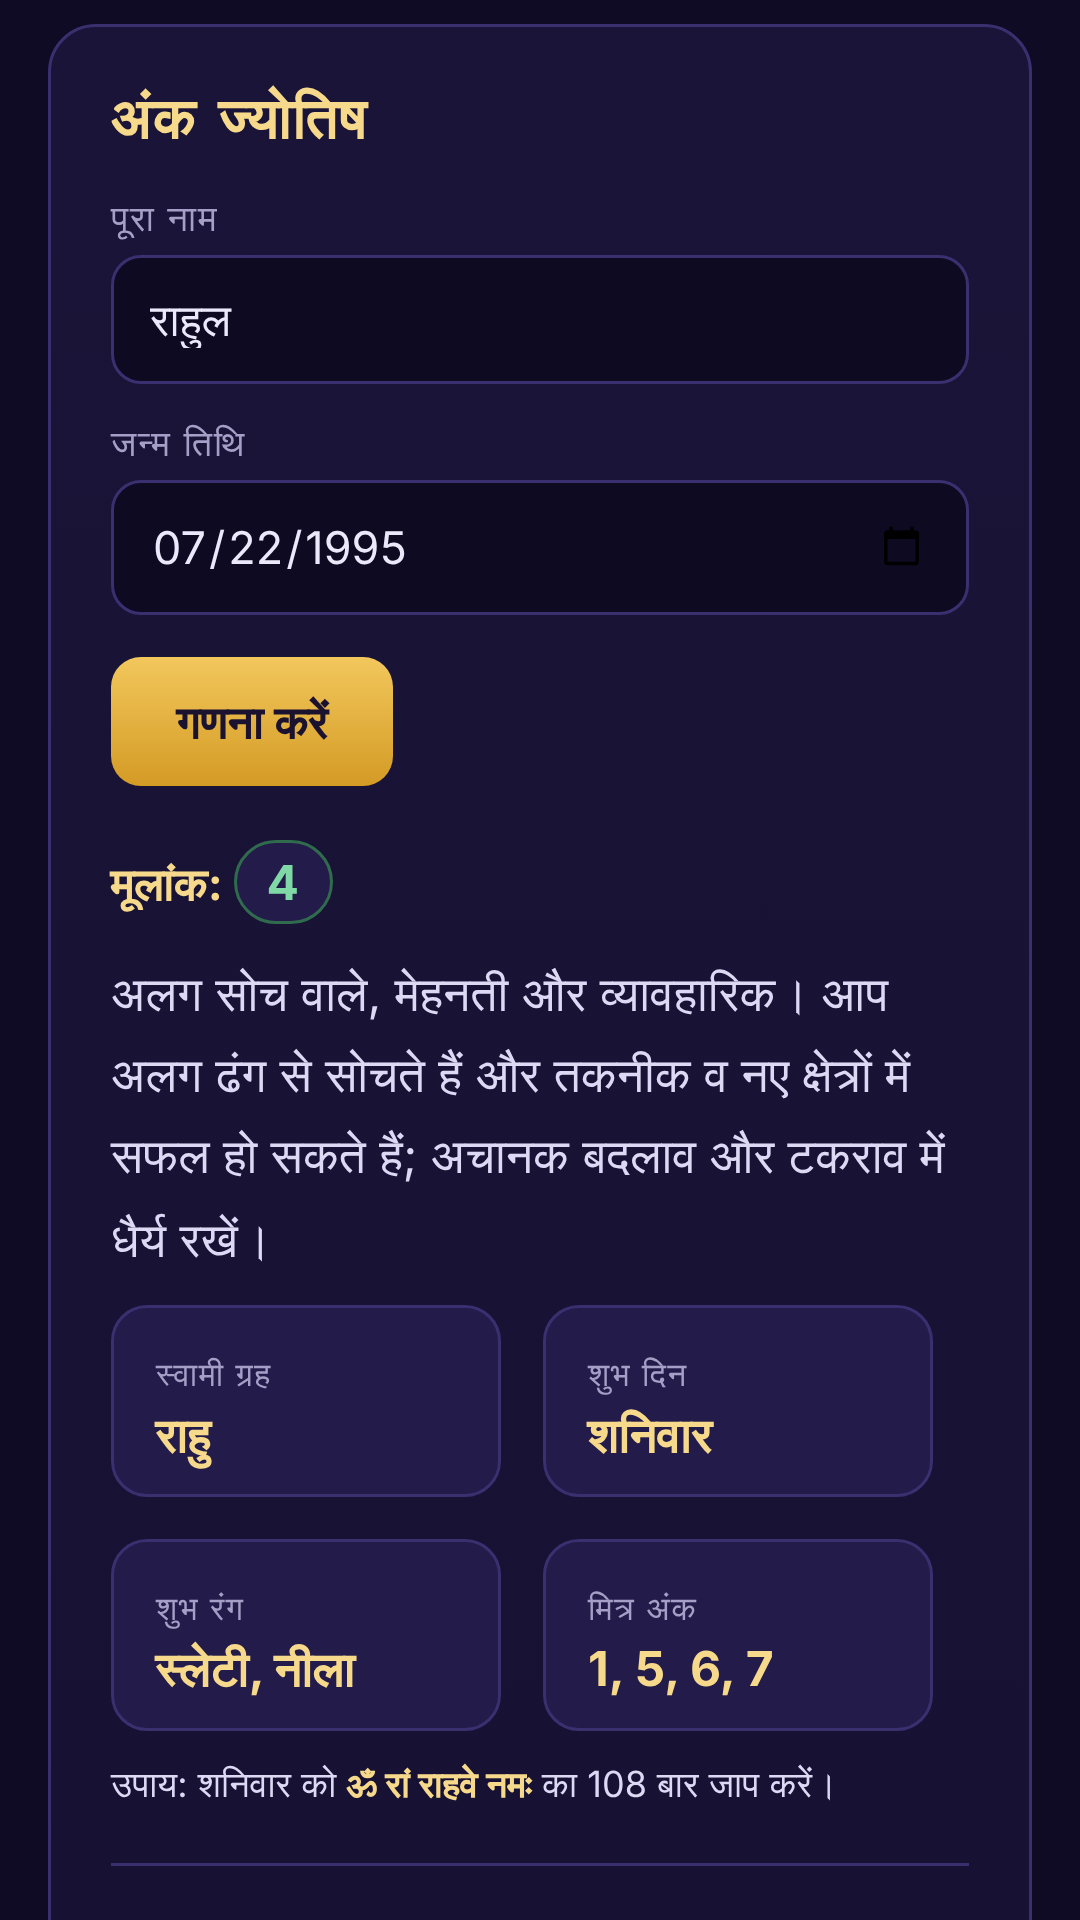 अंक ज्योतिष
पूरा नाम
राहुल
जन्म तिथि
07/22/1995
गणना करें
मूलांक: 4
अलग सोच वाले, मेहनती और व्यावहारिक। आप
अलग ढंग से सोचते हैं और तकनीक व नए क्षेत्रों में
सफल हो सकते हैं; अचानक बदलाव और टकराव में
धैर्य रखें।
स्वामी ग्रह
राहु
शुभ दिन
शनिवार
शुभ रंग
स्लेटी, नीला
मित्र अंक
1, 5, 6, 7
उपाय: शनिवार को ॐ रां राहवे नमः का 108 बार जाप करें।